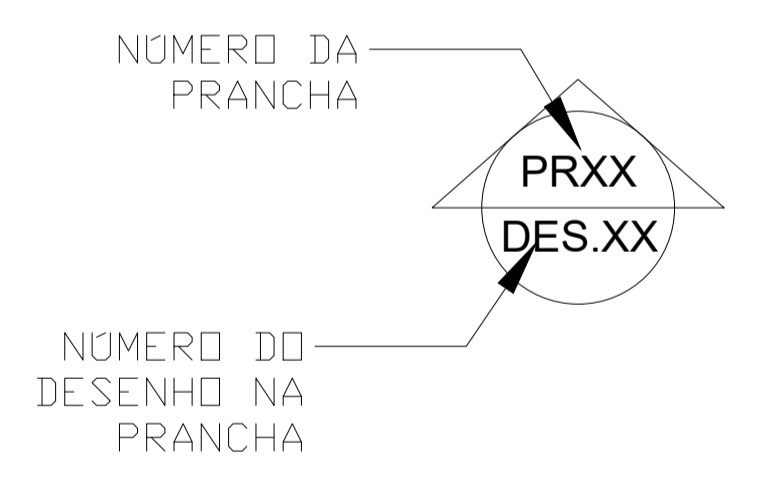 NÚMERO DA
PRANCHA
PRXX
DES.XX
NÚMERO DO
DESENHO NA
PRANCHA